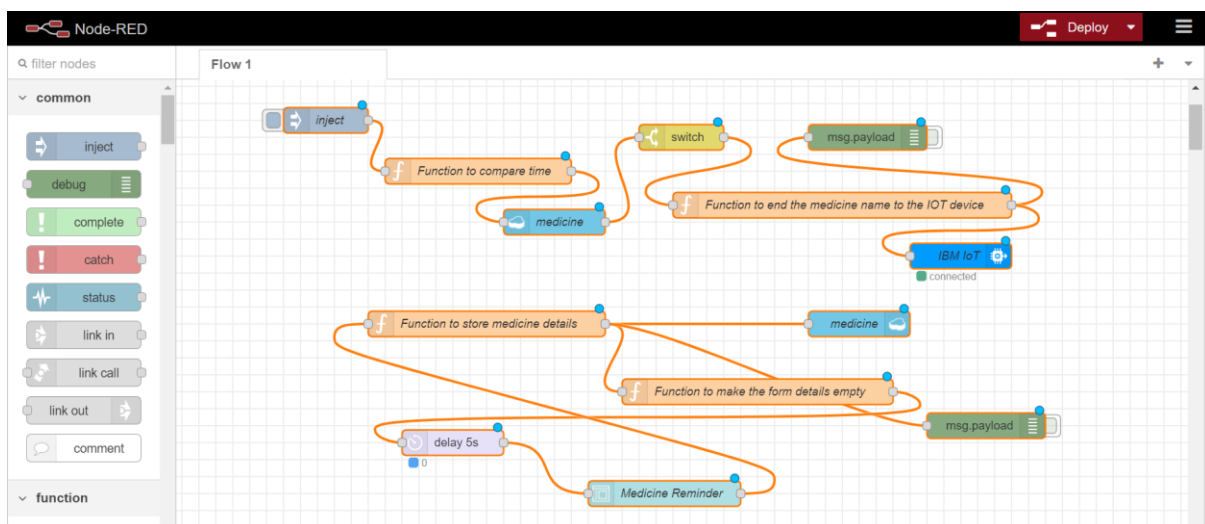 Node-RED
Deploy
filter nodes
Flow 1
common
inject
debug
complete
catch
status
link in
link call
link out
comment
function
inject
switch
msg.payload
Function to compare time
Function to end the medicine name to the IOT device
medicine
IBM IoT
connected
Function to store medicine details
medicine
Function to make the form details empty
msg.payload
delay 5s
0
Medicine Reminder